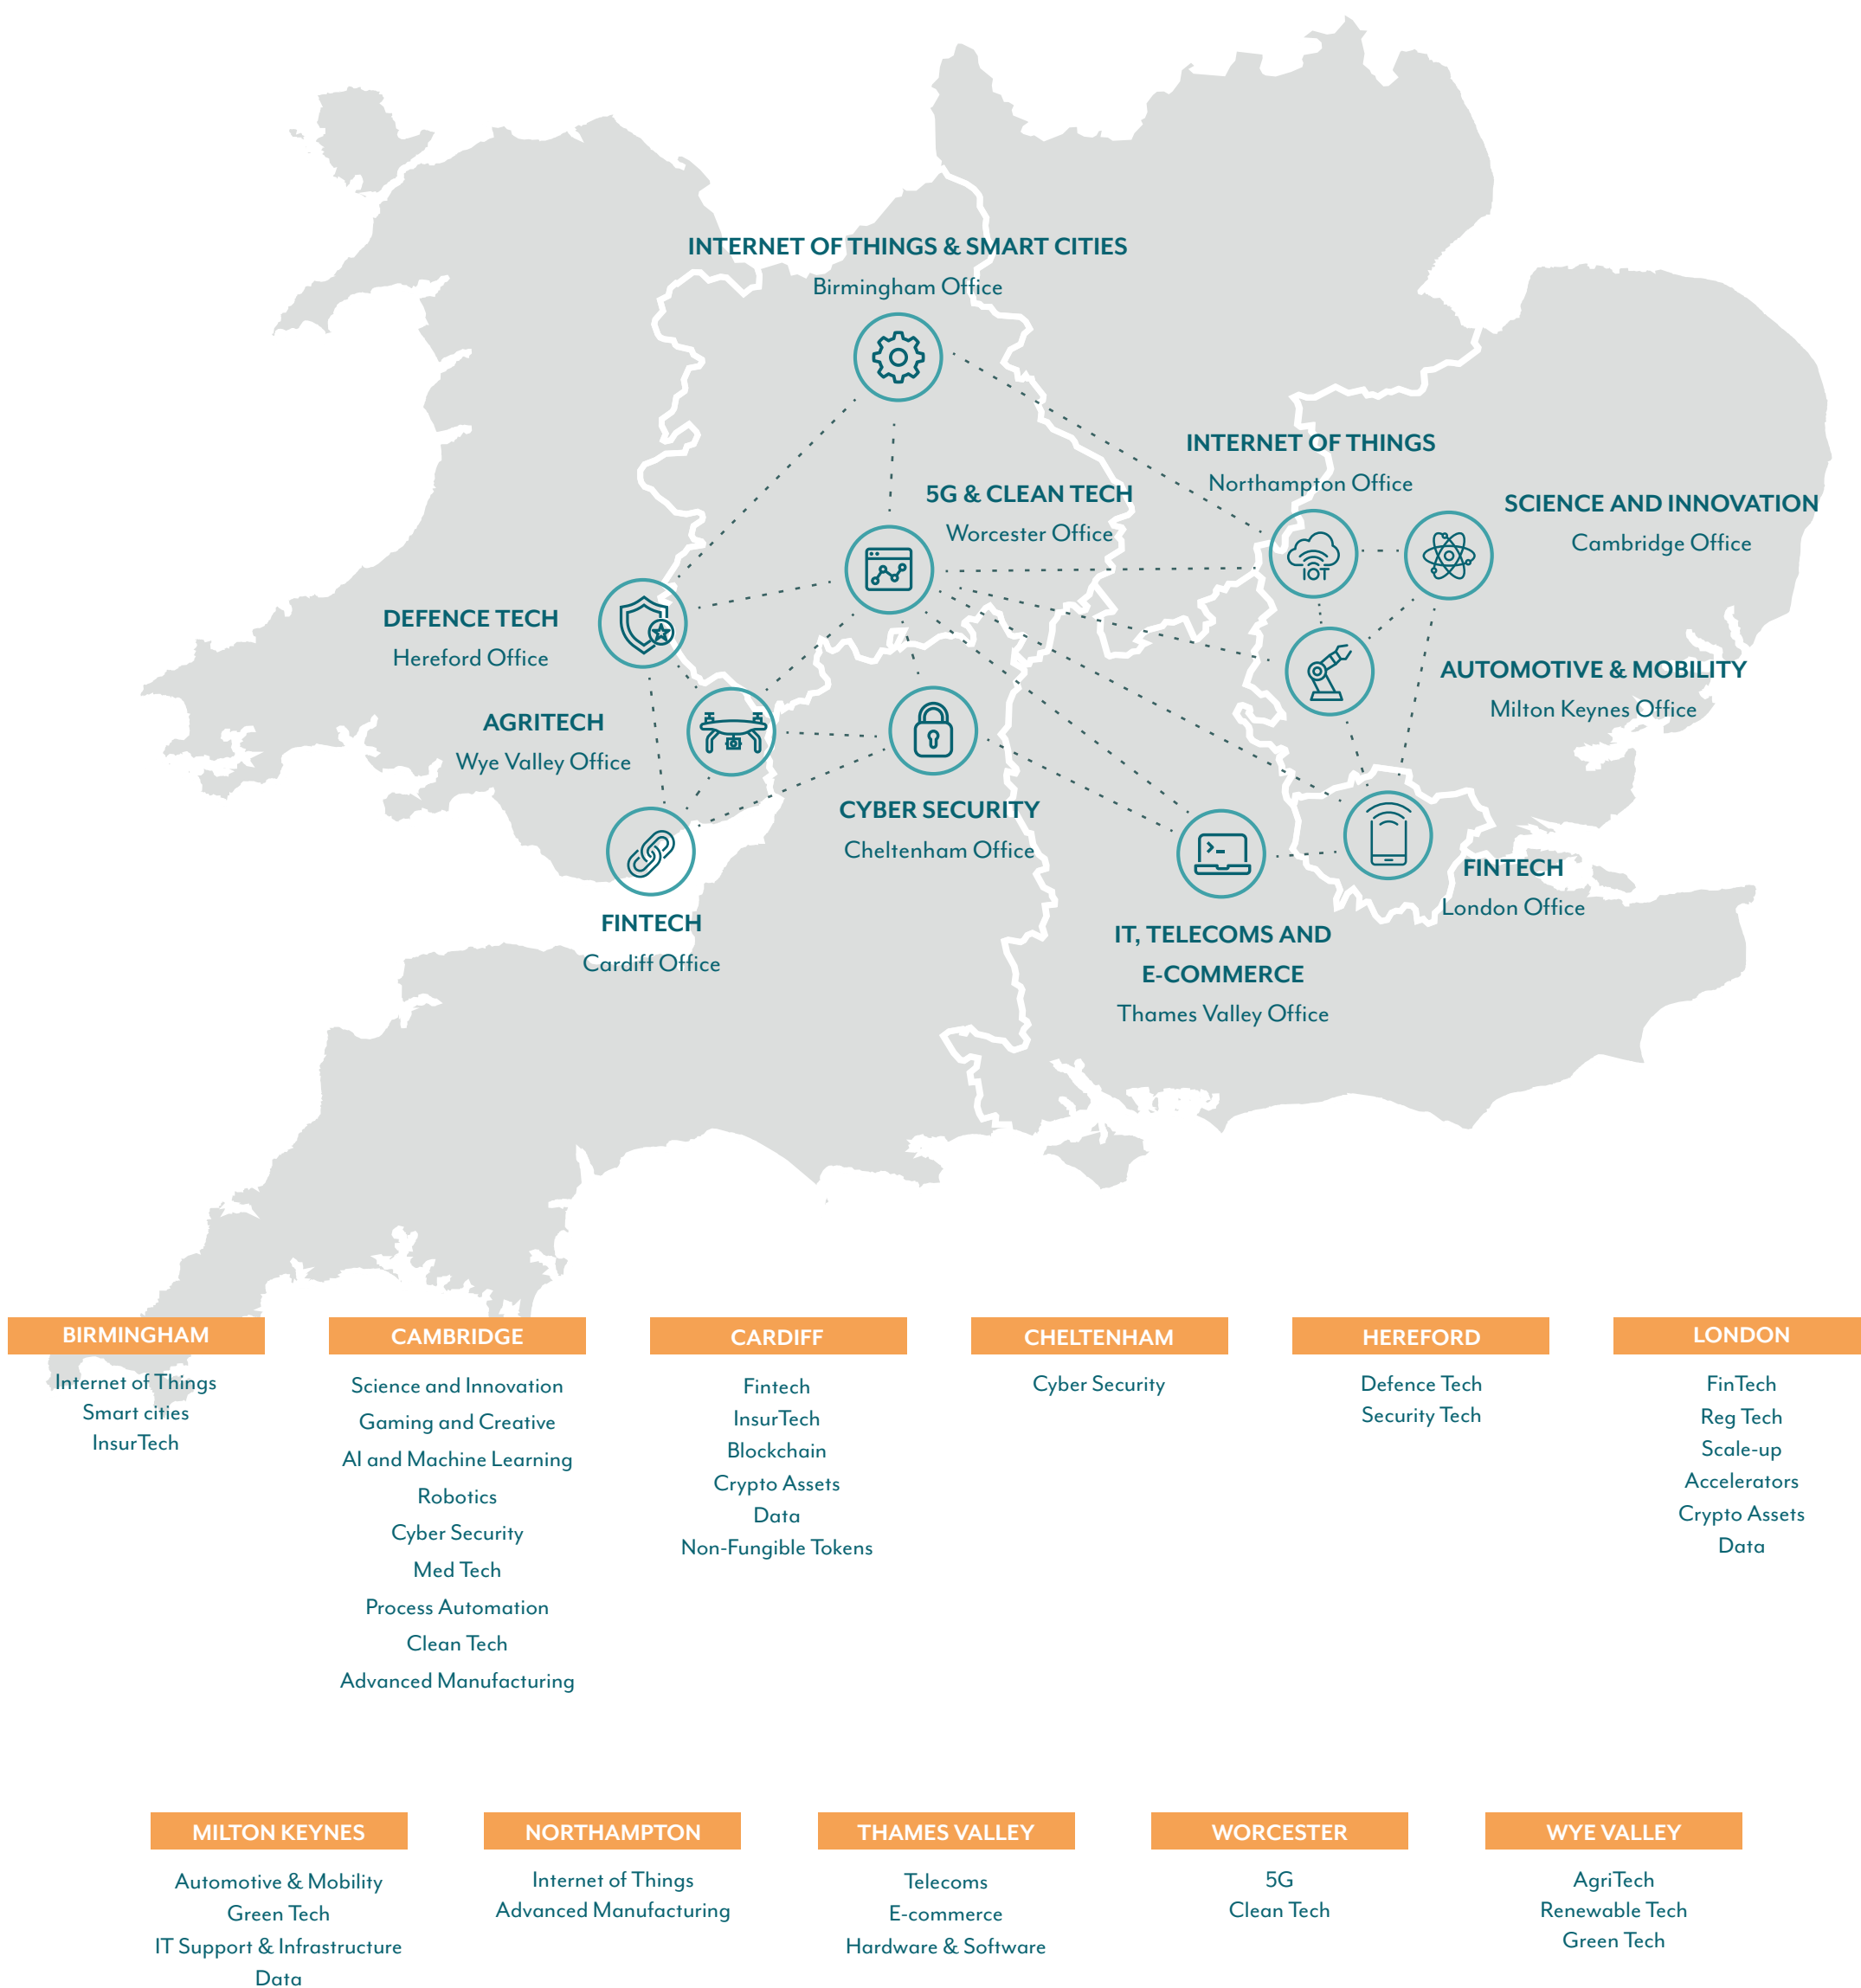 INTERNET OF THINGS & SMART CITIES
Birmingham Office
INTERNET OF THINGS
Northampton Office
5G & CLEAN TECH
Worcester Office
SCIENCE AND INNOVATION
Cambridge Office
IOT
DEFENCE TECH
Hereford Office
AUTOMOTIVE & MOBILITY
Milton Keynes Office
AGRITECH
Wye Valley Office
CYBER SECURITY
Cheltenham Office
FINTECH
London Office
FINTECH
Cardiff Office
IT, TELECOMS AND
E-COMMERCE
Thames Valley Office
BIRMINGHAM
Internet of Things
Smart cities
InsurTech
CAMBRIDGE
Science and Innovation
Gaming and Creative
AI and Machine Learning
Robotics
Cyber Security
Med Tech
Process Automation
Clean Tech
Advanced Manufacturing
CARDIFF
Fintech
InsurTech
Blockchain
Crypto Assets
Data
Non-Fungible Tokens
CHELTENHAM
Cyber Security
HEREFORD
Defence Tech
Security Tech
LONDON
FinTech
Reg Tech
Scale-up
Accelerators
Crypto Assets
Data
MILTON KEYNES
Automotive & Mobility
Green Tech
IT Support & Infrastructure
Data
NORTHAMPTON
Internet of Things
Advanced Manufacturing
THAMES VALLEY
Telecoms
E-commerce
Hardware & Software
WORCESTER
5G
Clean Tech
WYE VALLEY
AgriTech
Renewable Tech
Green Tech